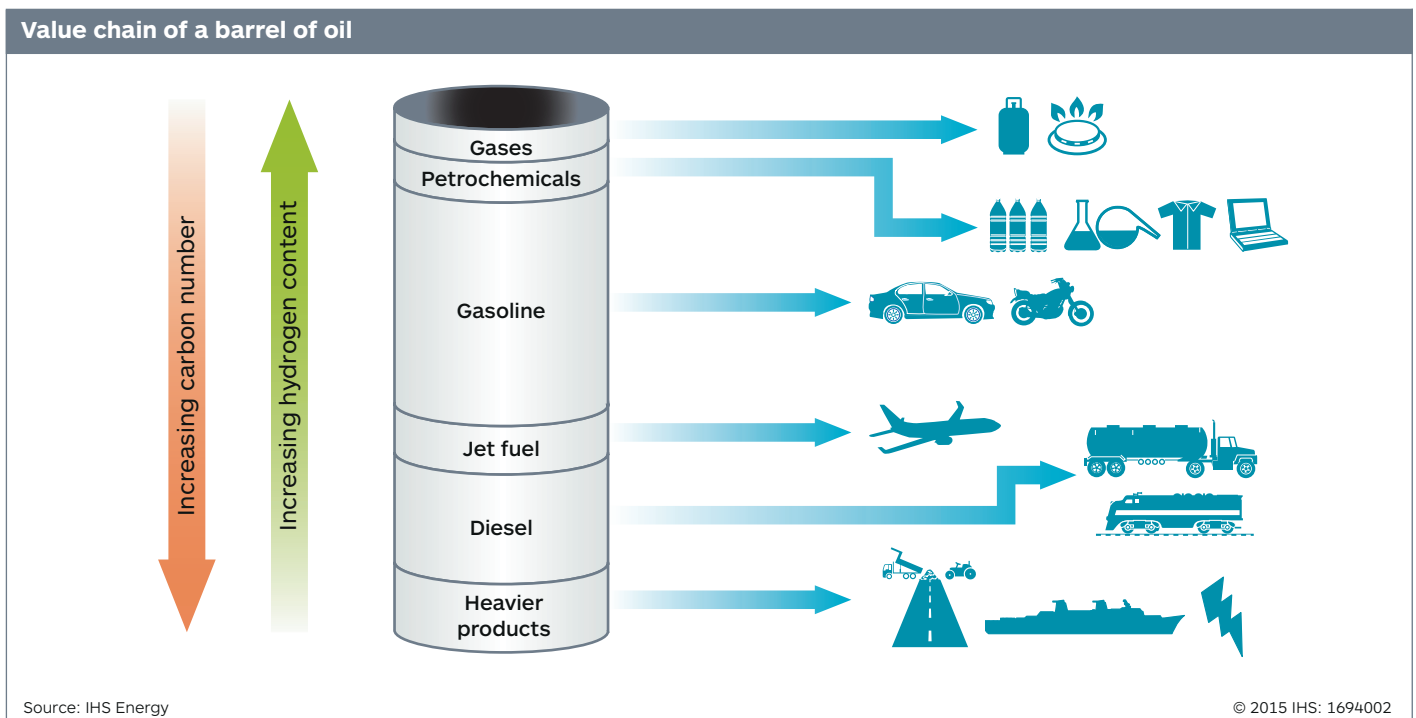 Value chain of a barrel of oil
Increasing carbon number
Increasing hydrogen content
Gases
Petrochemicals
Gasoline
Jet fuel
Diesel
Heavier
products
Source: IHS Energy
© 2015 IHS: 1694002